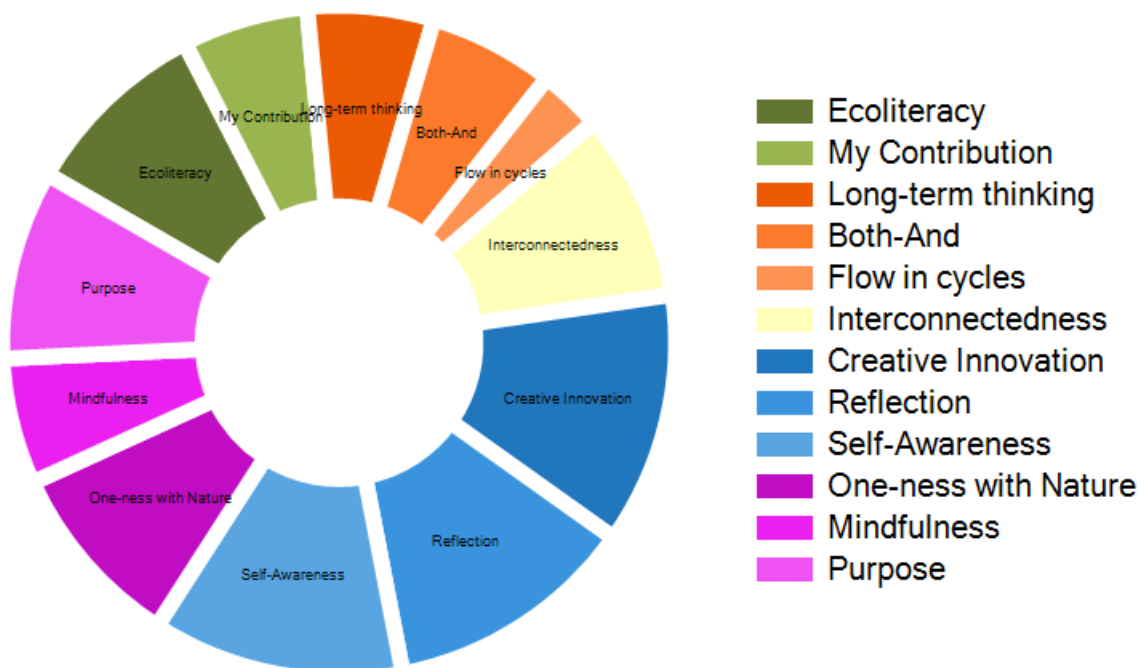 Long-term thinking
My Contribution
Both-And
Ecoliteracy
Flow in cycles
Interconnectedness
Purpose
Mindfulness
Creative Innovation
One-ness with Nature
Reflection
Self-Awareness
Ecoliteracy
My Contribution
Long-term thinking
Both-And
Flow in cycles
Interconnectedness
Creative Innovation
Reflection
Self-Awareness
One-ness with Nature
Mindfulness
Purpose